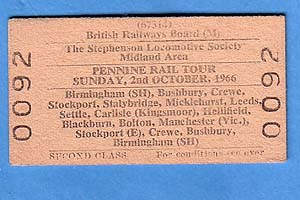 (6751-4)
British Railways Board (M)
The Stephenson Locomotive Society
Midland Area
PENNINE RAIL TOUR
SUNDAY, 2nd OCTOBER, 1966
Birmingham (SH), Bushbury, Crewe,
Stockport, Stalybridge, Micklehurst, Leeds,
Settle, Carlisle (Kingsmoor), Hellifield,
Blackburn, Bolton, Manchester (Vic.),
Stockport (E), Crewe, Bushbury,
Birmingham (SH)
SECOND CLASS For conditions see over
0092
0092